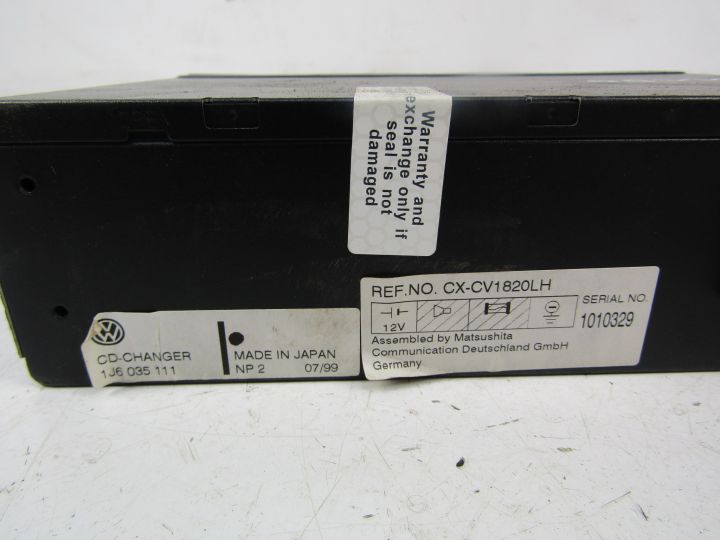 Warranty and
exchange only if
seal is not
damaged
REF.NO. CX-CV1820LH
12V
SERIAL NO.
1010329
Assembled by Matsushita
Communication Deutschland GmbH
Germany
CD-CHANGER
1J6 035 111
MADE IN JAPAN
NP 2 07/99